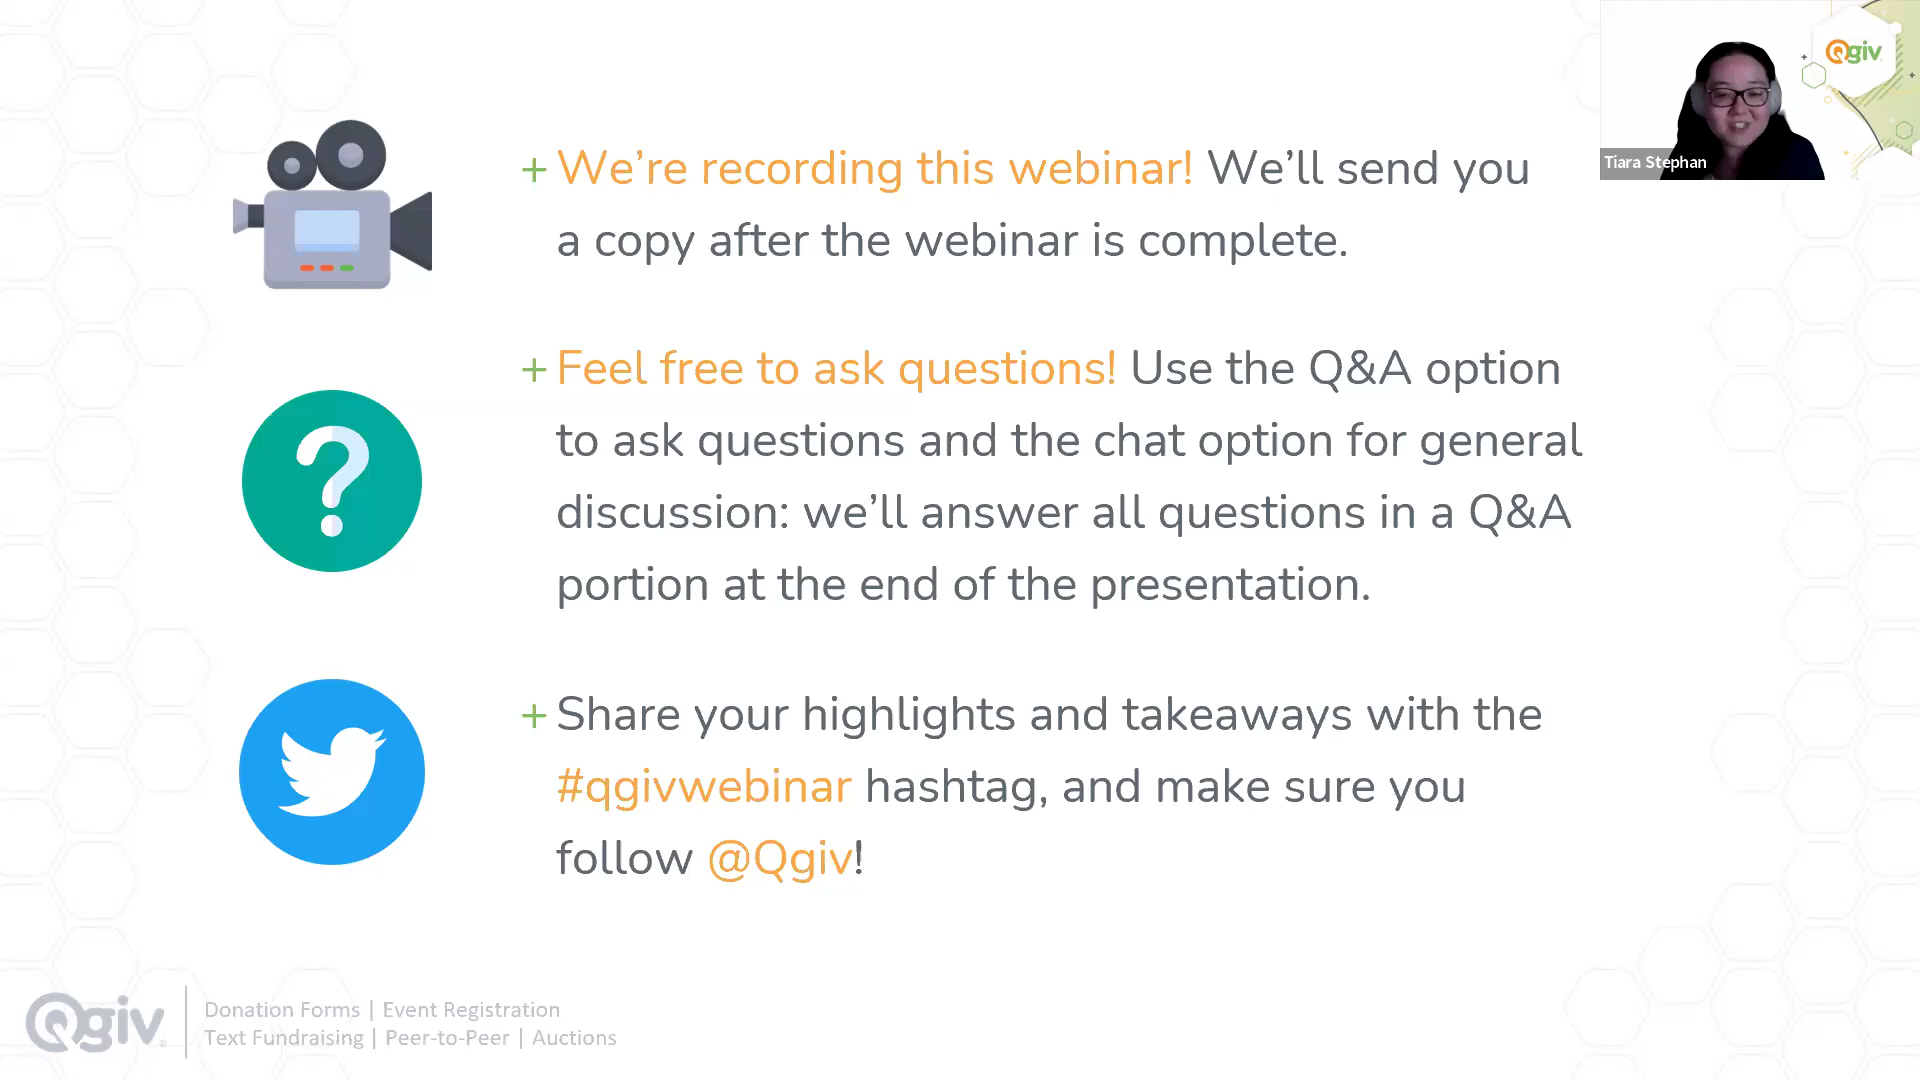 Qgiv
Tiara Stephan
+ We’re recording this webinar! We’ll send you
a copy after the webinar is complete.
+ Feel free to ask questions! Use the Q&A option
to ask questions and the chat option for general
discussion: we’ll answer all questions in a Q&A
portion at the end of the presentation.
+ Share your highlights and takeaways with the
#qgivwebinar hashtag, and make sure you
follow @Qgiv!
Qgiv®
Donation Forms | Event Registration
Text Fundraising | Peer-to-Peer | Auctions